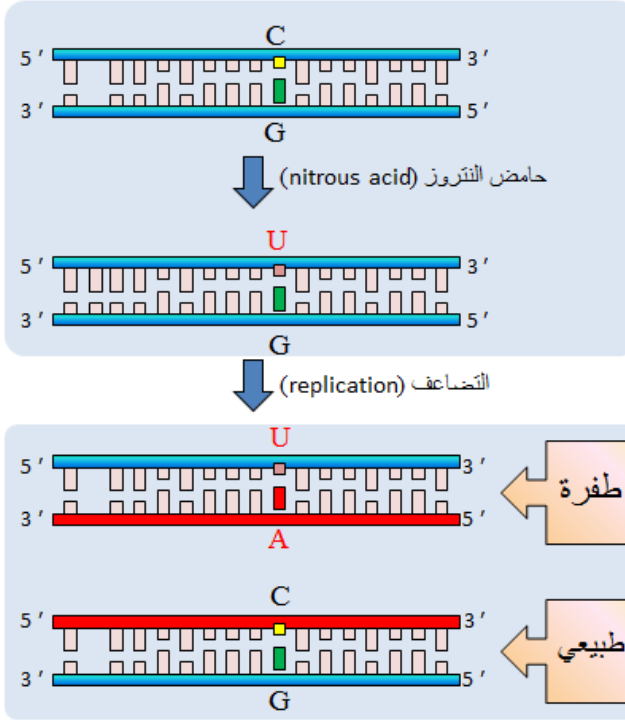 C
5 ′ 3 ′
3 ′ 5 ′
G
حامض النتروز (nitrous acid)
U
5 ′ 3 ′
3 ′ 5 ′
G
التضاعف (replication)
U
5 ′ 3 ′
طفرة
3 ′ 5 ′
A
C
5 ′ 3 ′
طبيعي
3 ′ 5 ′
G